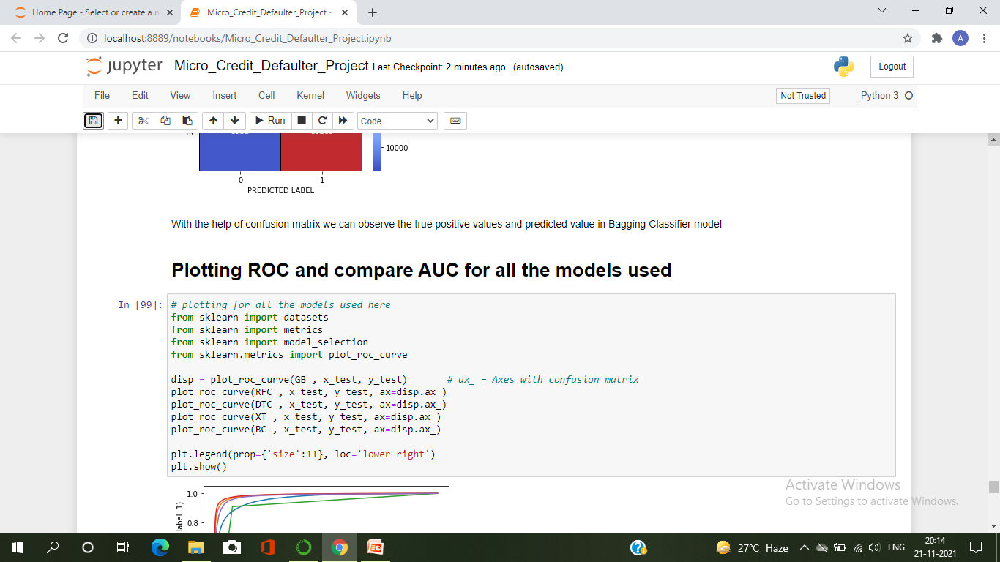 Home Page - Select or create a n
Micro_Credit_Defaulter_Project -
localhost:8889/notebooks/Micro_Credit_Defaulter_Project.ipynb
A
jupyter Micro_Credit_Defaulter_Project Last Checkpoint: 2 minutes ago (autosaved)
Logout
File Edit View Insert Cell Kernel Widgets Help
Not Trusted
Python 3
Run
Code
10000
0 1
PREDICTED LABEL
With the help of confusion matrix we can observe the true positive values and predicted value in Bagging Classifier model
Plotting ROC and compare AUC for all the models used
In [99]:
# plotting for all the models used here
from sklearn import datasets
from sklearn import metrics
from sklearn import model_selection
from sklearn.metrics import plot_roc_curve
disp = plot_roc_curve(GB , x_test, y_test) # ax_ = Axes with confusion matrix
plot_roc_curve(RFC , x_test, y_test, ax=disp.ax_)
plot_roc_curve(DTC , x_test, y_test, ax=disp.ax_)
plot_roc_curve(XT , x_test, y_test, ax=disp.ax_)
plot_roc_curve(BC , x_test, y_test, ax=disp.ax_)
plt.legend(prop={'size':11}, loc='lower right')
plt.show()
1.0
0.8
label: 1)
Activate Windows
Go to Settings to activate Windows.
27°C Haze
ENG
20:14
21-11-2021